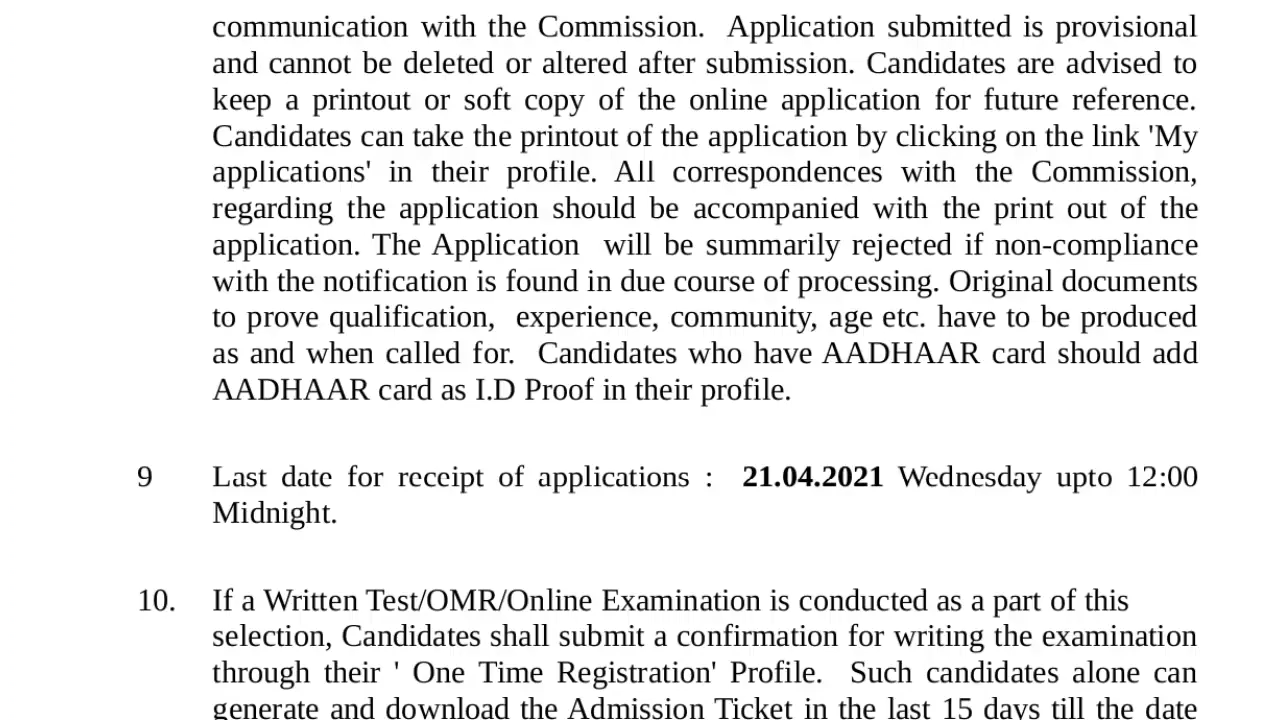 communication with the Commission. Application submitted is provisional
and cannot be deleted or altered after submission. Candidates are advised to
keep a printout or soft copy of the online application for future reference.
Candidates can take the printout of the application by clicking on the link 'My
applications' in their profile. All correspondences with the Commission,
regarding the application should be accompanied with the print out of the
application. The Application will be summarily rejected if non-compliance
with the notification is found in due course of processing. Original documents
to prove qualification, experience, community, age etc. have to be produced
as and when called for. Candidates who have AADHAAR card should add
AADHAAR card as I.D Proof in their profile.
9 Last date for receipt of applications : 21.04.2021 Wednesday upto 12:00
Midnight.
10. If a Written Test/OMR/Online Examination is conducted as a part of this
selection, Candidates shall submit a confirmation for writing the examination
through their ' One Time Registration' Profile. Such candidates alone can
generate and download the Admission Ticket in the last 15 days till the date